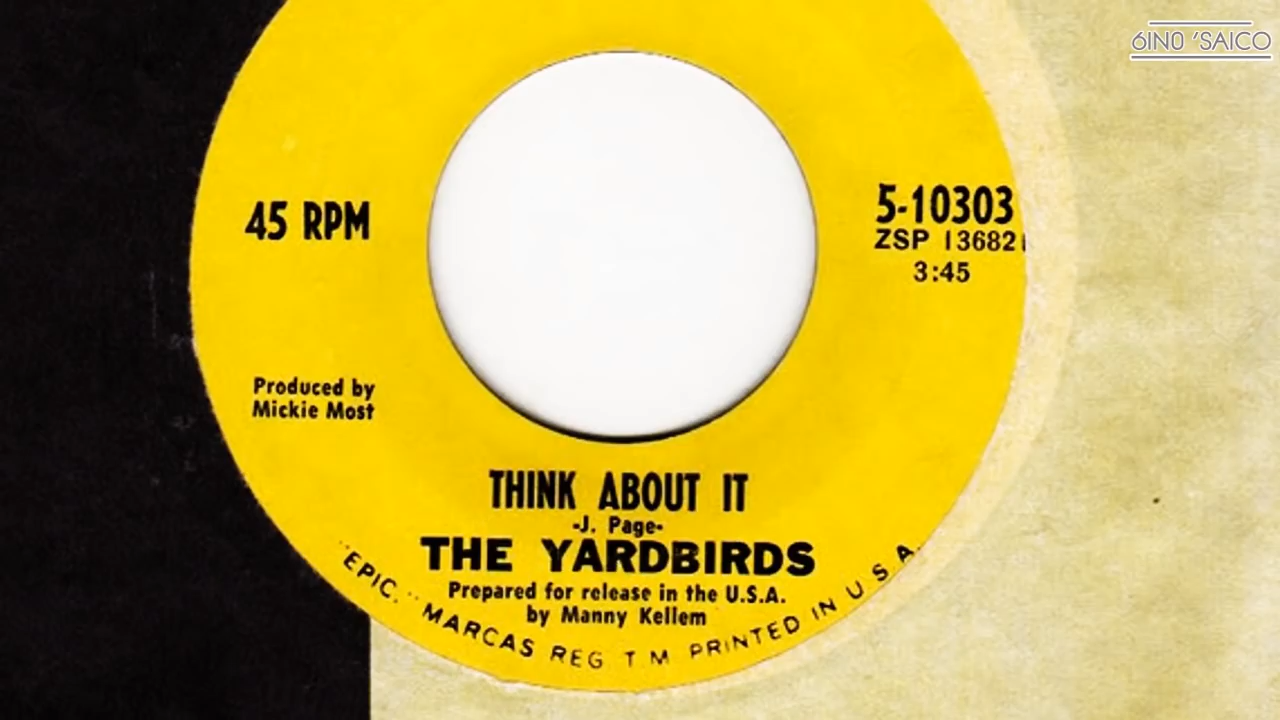 6IN0 'SAICO
45 RPM
5-10303
ZSP 13682
3:45
Produced by
Mickie Most
THINK ABOUT IT
-J. Page-
THE YARDBIRDS
Prepared for release in the U.S.A.
by Manny Kellem
"EPIC," MARCAS REG T.M. PRINTED IN U.S.A.